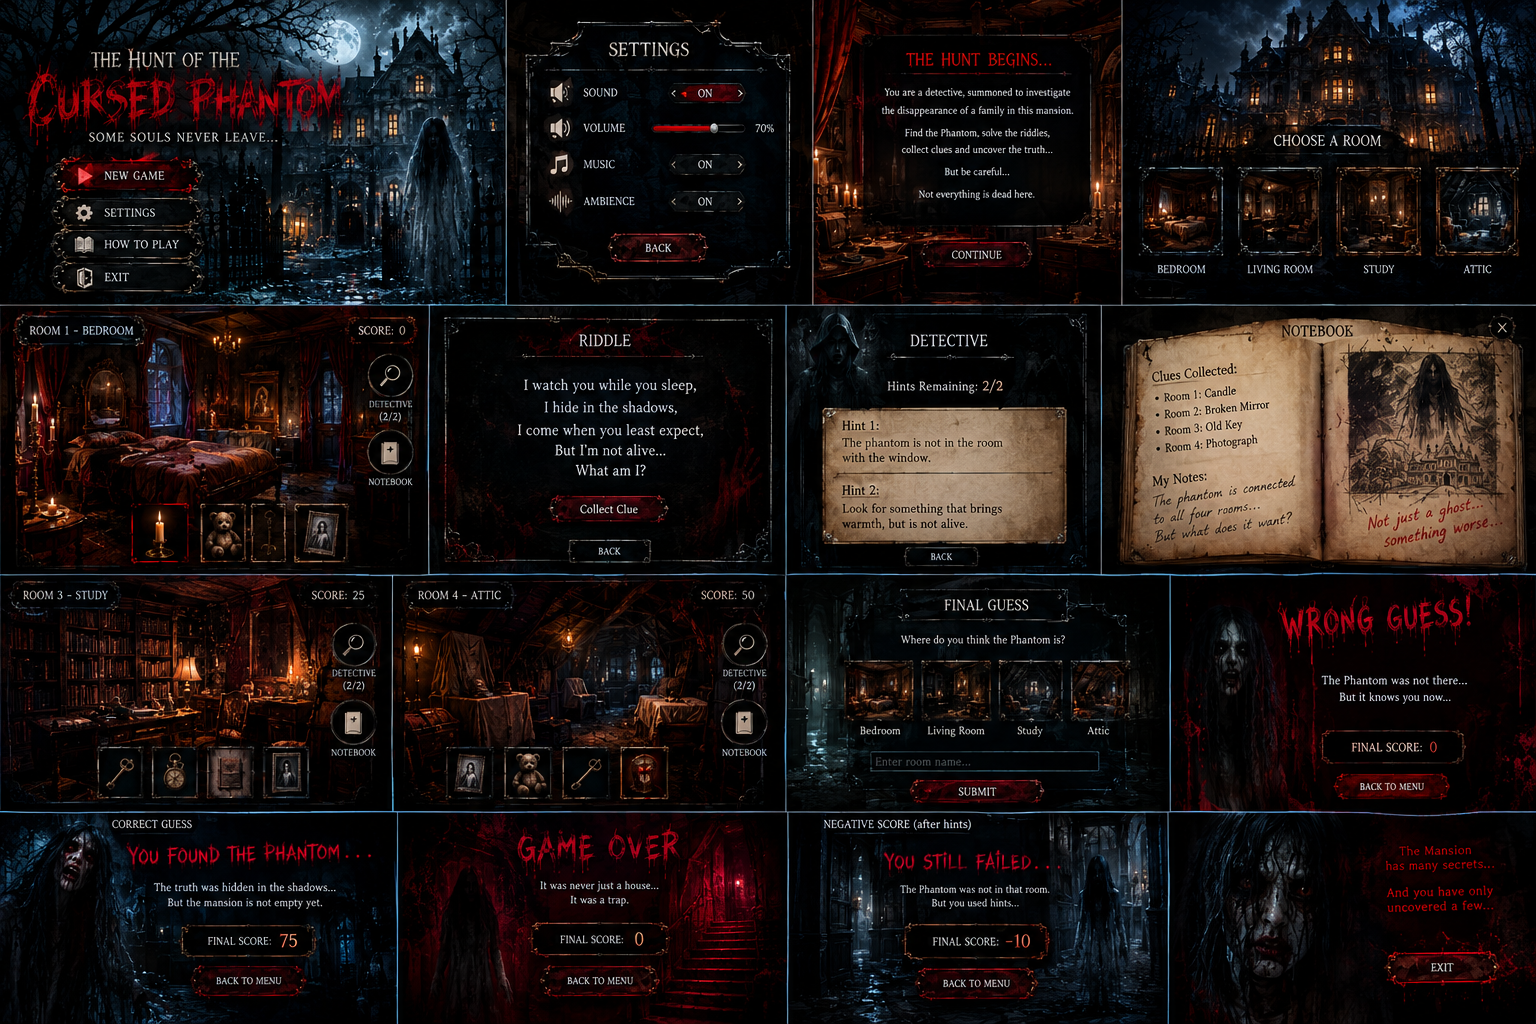 THE HUNT OF THE
CURSED PHANTOM
SOME SOULS NEVER LEAVE...
NEW GAME
SETTINGS
HOW TO PLAY
EXIT
SETTINGS
SOUND
ON
VOLUME
70%
MUSIC
ON
AMBIENCE
ON
BACK
THE HUNT BEGINS...
You are a detective, summoned to investigate
the disappearance of a family in this mansion.
Find the Phantom, solve the riddles,
collect clues and uncover the truth...
But be careful...
Not everything is dead here.
CONTINUE
CHOOSE A ROOM
BEDROOM
LIVING ROOM
STUDY
ATTIC
ROOM 1 - BEDROOM
SCORE: 0
DETECTIVE
(2/2)
NOTEBOOK
RIDDLE
I watch you while you sleep,
I hide in the shadows,
I come when you least expect,
But I'm not alive...
What am I?
Collect Clue
BACK
DETECTIVE
Hints Remaining: 2/2
Hint 1:
The phantom is not in the room
with the window.
Hint 2:
Look for something that brings
warmth, but is not alive.
BACK
NOTEBOOK
Clues Collected:
• Room 1: Candle
• Room 2: Broken Mirror
• Room 3: Old Key
• Room 4: Photograph
My Notes:
The phantom is connected
to all four rooms...
But what does it want?
Not just a ghost...
something worse...
ROOM 3 - STUDY
SCORE: 25
DETECTIVE
(2/2)
NOTEBOOK
ROOM 4 - ATTIC
SCORE: 50
DETECTIVE
(2/2)
NOTEBOOK
FINAL GUESS
Where do you think the Phantom is?
Bedroom
Living Room
Study
Attic
Enter room name...
SUBMIT
WRONG GUESS!
The Phantom was not there...
But it knows you now...
FINAL SCORE: 0
BACK TO MENU
CORRECT GUESS
YOU FOUND THE PHANTOM...
The truth was hidden in the shadows...
But the mansion is not empty yet.
FINAL SCORE: 75
BACK TO MENU
GAME OVER
It was never just a house...
It was a trap.
FINAL SCORE: 0
BACK TO MENU
NEGATIVE SCORE (after hints)
YOU STILL FAILED...
The Phantom was not in that room.
But you used hints...
FINAL SCORE: -10
BACK TO MENU
The Mansion
has many secrets...
And you have only
uncovered a few...
EXIT